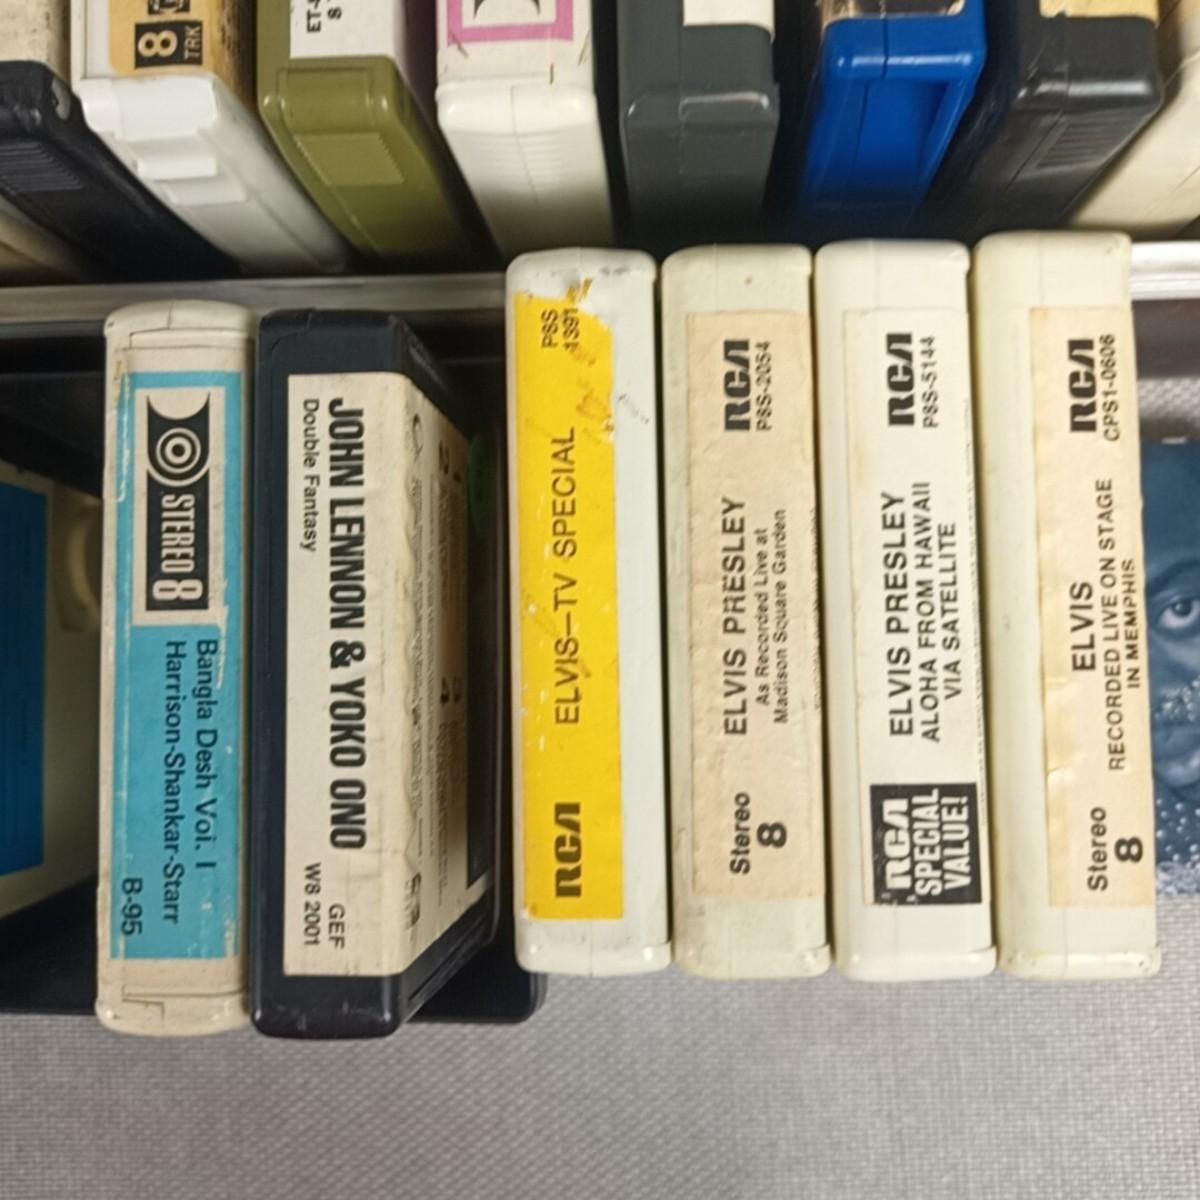 8
TRK
STEREO 8
Bangla Desh Vol. I
Harrison-Shankar-Starr
B-95
JOHN LENNON & YOKO ONO
Double Fantasy
GEF
W8 2001
P8S
1391
ELVIS—TV SPECIAL
RCA
RCA
P8S-2054
ELVIS PRESLEY
As Recorded Live at
Madison Square Garden
Stereo
8
RCA
P8S-5144
ELVIS PRESLEY
ALOHA FROM HAWAII
VIA SATELLITE
RCA
SPECIAL
VALUE!
RCA
CPS1-0606
ELVIS
RECORDED LIVE ON STAGE
IN MEMPHIS
Stereo
8